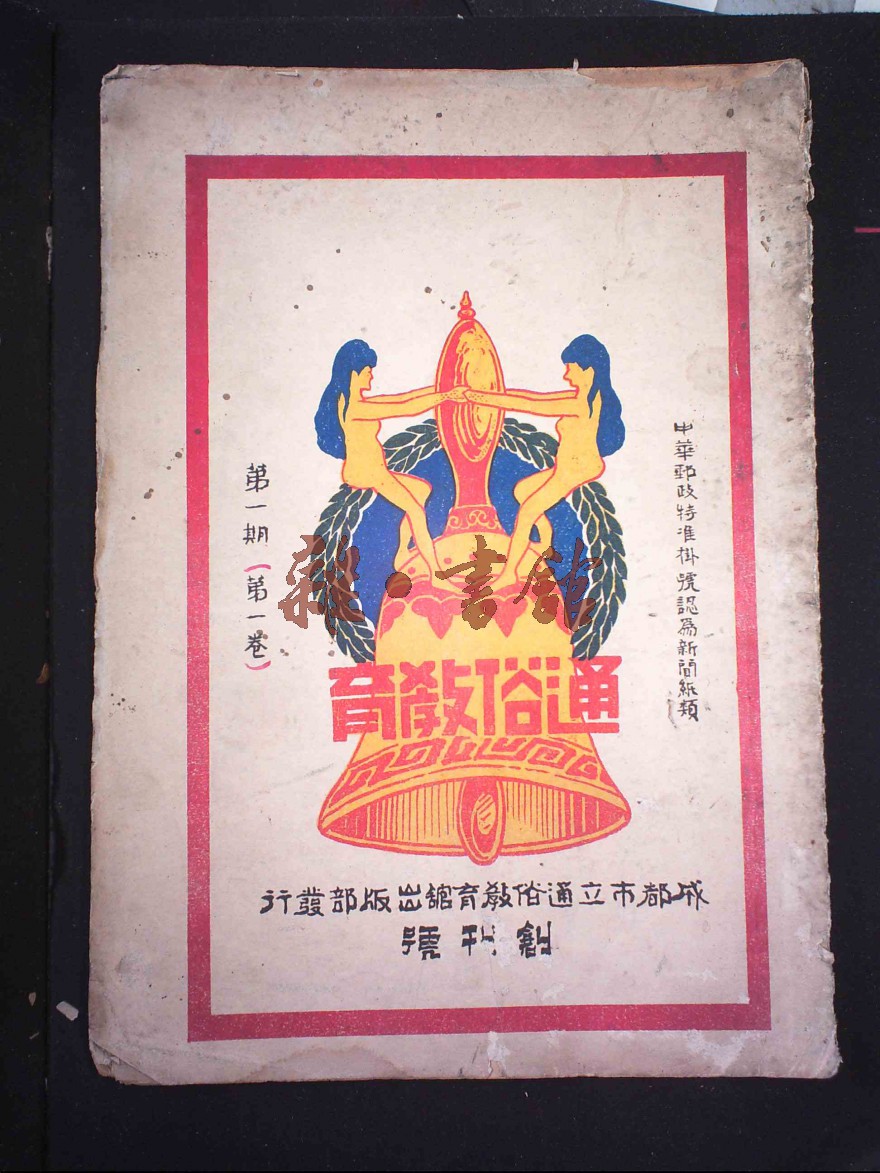 中華郵政特准掛號認為新聞紙類
通俗教育
第一期(第一卷)
成都市立通俗教育館出版部發行
創刊號
雜·書館